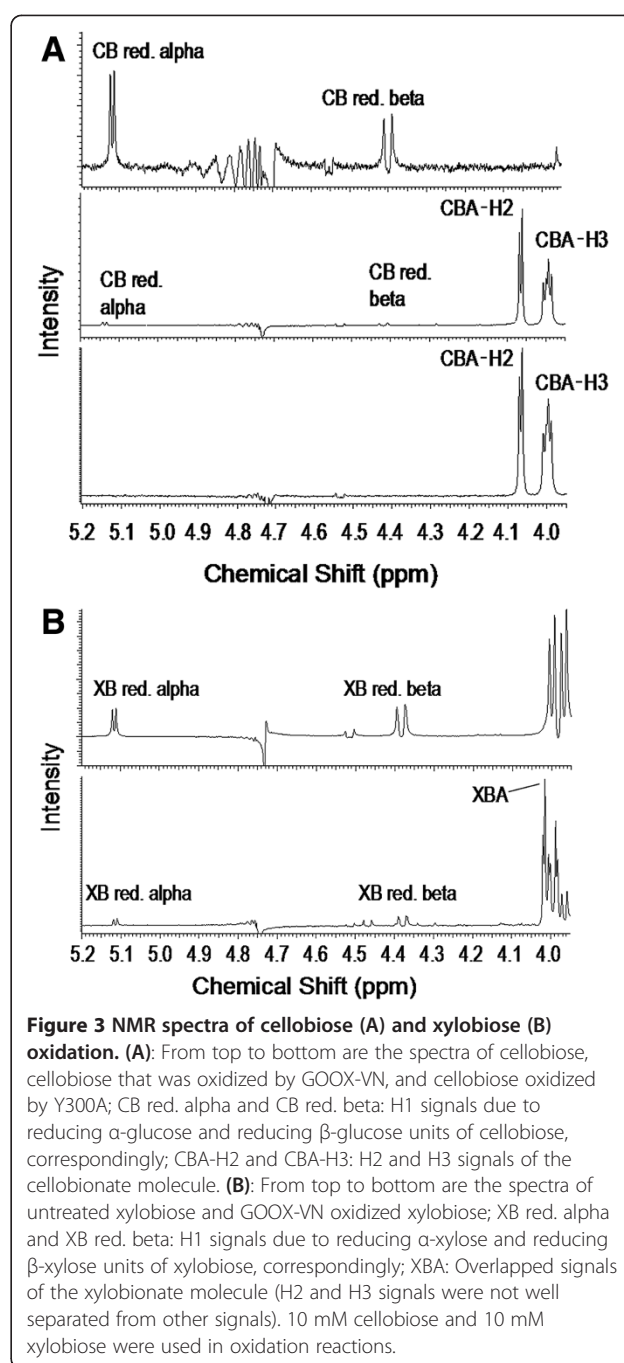 A
CB red. alpha
CB red. beta
CBA-H2
CBA-H3
CB red.
alpha
CB red.
beta
Intensity
CBA-H2
CBA-H3
5.2 5.1 5.0 4.9 4.8 4.7 4.6 4.5 4.4 4.3 4.2 4.1 4.0
Chemical Shift (ppm)
B
XB red. alpha
XB red. beta
Intensity
XBA
XB red. alpha
XB red. beta
5.2 5.1 5.0 4.9 4.8 4.7 4.6 4.5 4.4 4.3 4.2 4.1 4.0
Chemical Shift (ppm)
Figure 3 NMR spectra of cellobiose (A) and xylobiose (B)
oxidation. (A): From top to bottom are the spectra of cellobiose,
cellobiose that was oxidized by GOOX-VN, and cellobiose oxidized
by Y300A; CB red. alpha and CB red. beta: H1 signals due to
reducing α-glucose and reducing β-glucose units of cellobiose,
correspondingly; CBA-H2 and CBA-H3: H2 and H3 signals of the
cellobionate molecule. (B): From top to bottom are the spectra of
untreated xylobiose and GOOX-VN oxidized xylobiose; XB red. alpha
and XB red. beta: H1 signals due to reducing α-xylose and reducing
β-xylose units of xylobiose, correspondingly; XBA: Overlapped signals
of the xylobionate molecule (H2 and H3 signals were not well
separated from other signals). 10 mM cellobiose and 10 mM
xylobiose were used in oxidation reactions.